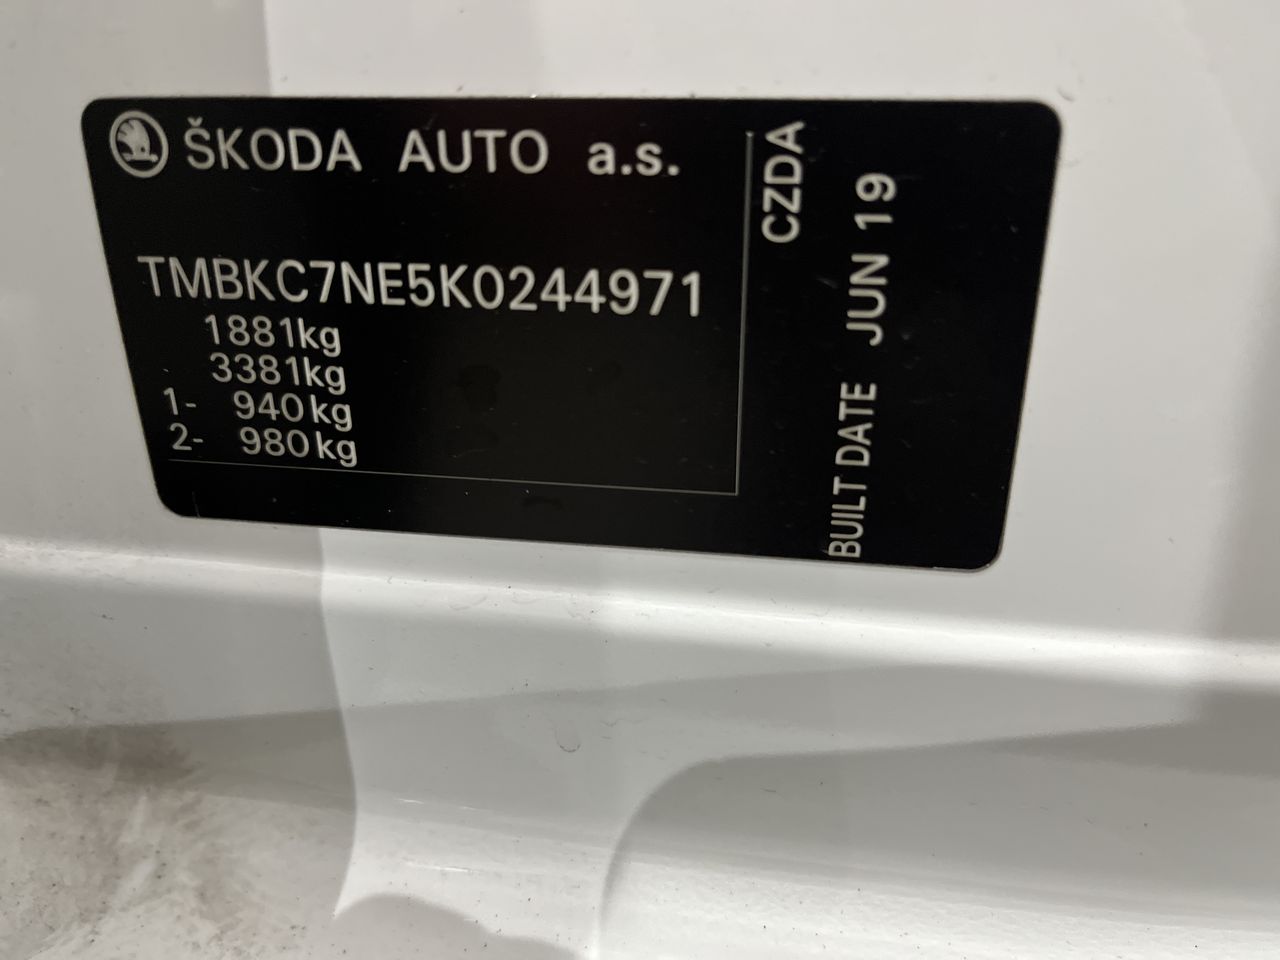 ŠKODA AUTO a.s.
TMBKC7NE5K0244971
1881kg
3381kg
1- 940kg
2- 980kg
CZDA
BUILT DATE JUN 19